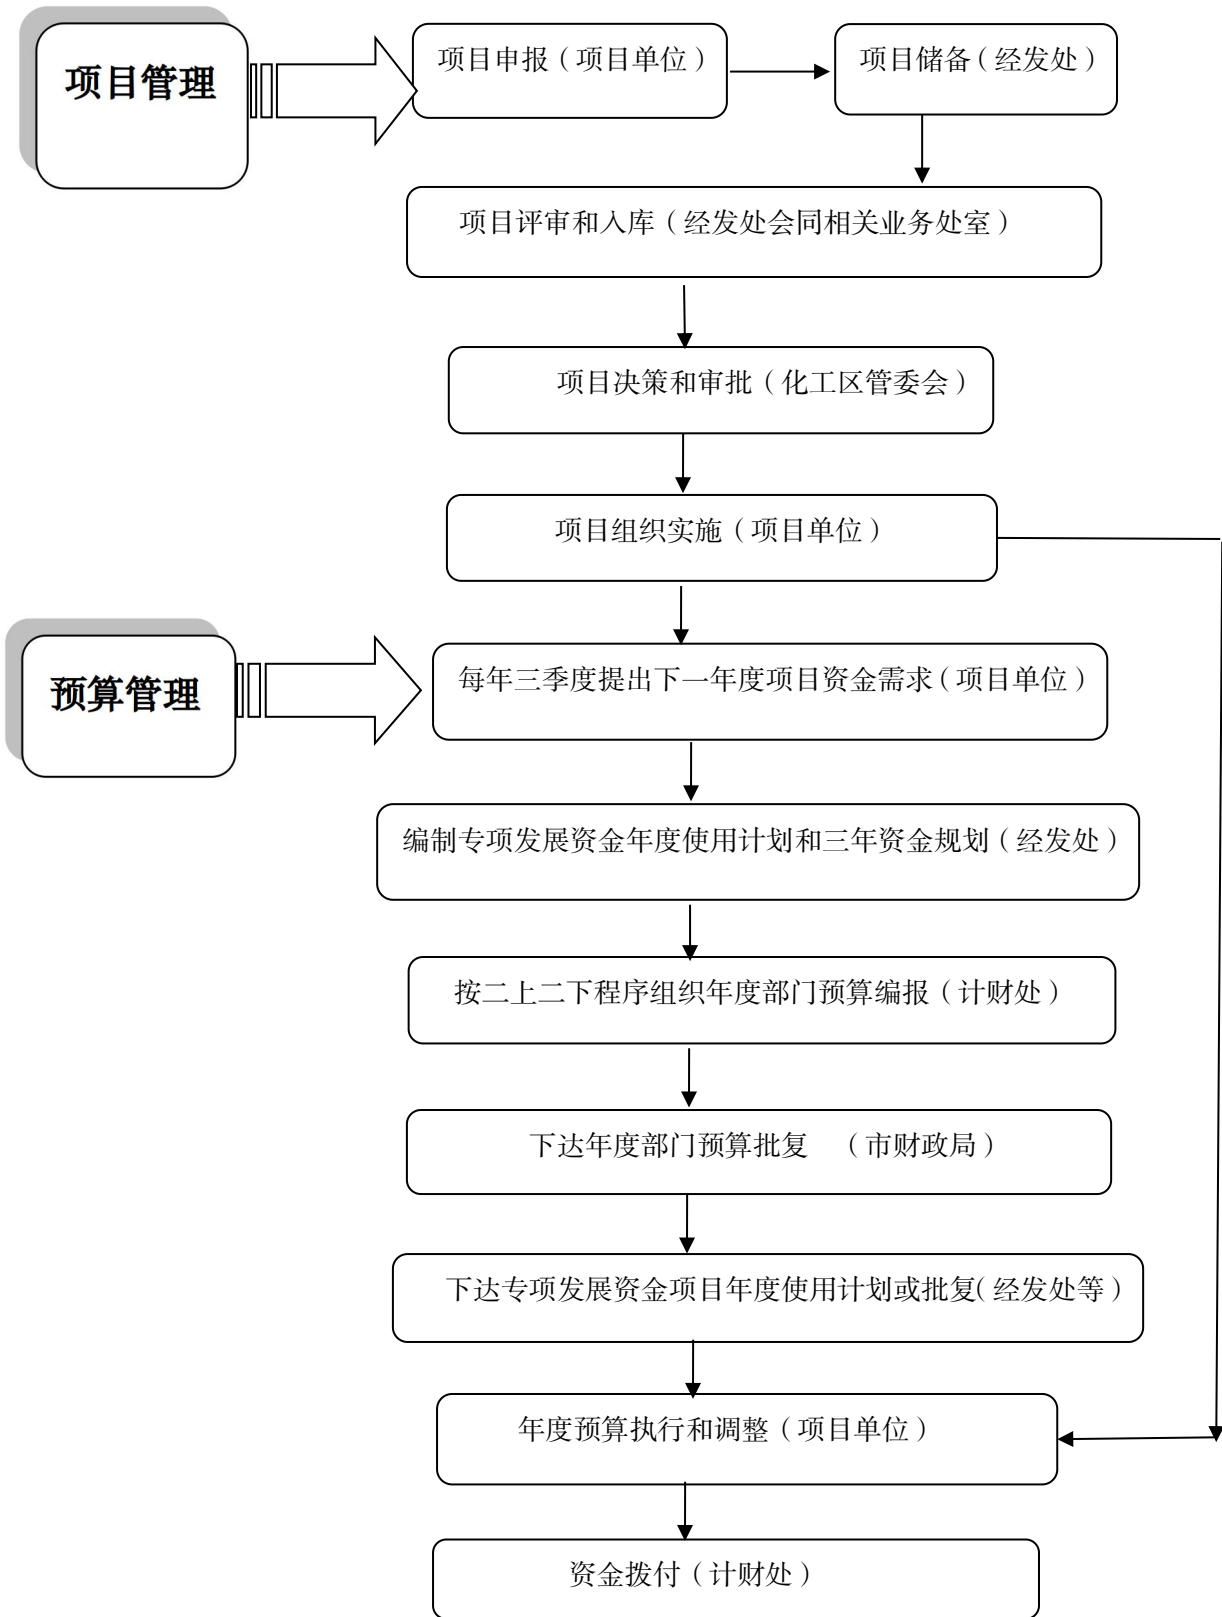 项目管理
项目申报（项目单位）
项目储备（经发处）
项目评审和入库（经发处会同相关业务处室）
项目决策和审批（化工区管委会）
项目组织实施（项目单位）
预算管理
每年三季度提出下一年度项目资金需求（项目单位）
编制专项发展资金年度使用计划和三年资金规划（经发处）
按二上二下程序组织年度部门预算编报（计财处）
下达年度部门预算批复　（市财政局）
下达专项发展资金项目年度使用计划或批复（经发处等）
年度预算执行和调整（项目单位）
资金拨付（计财处）